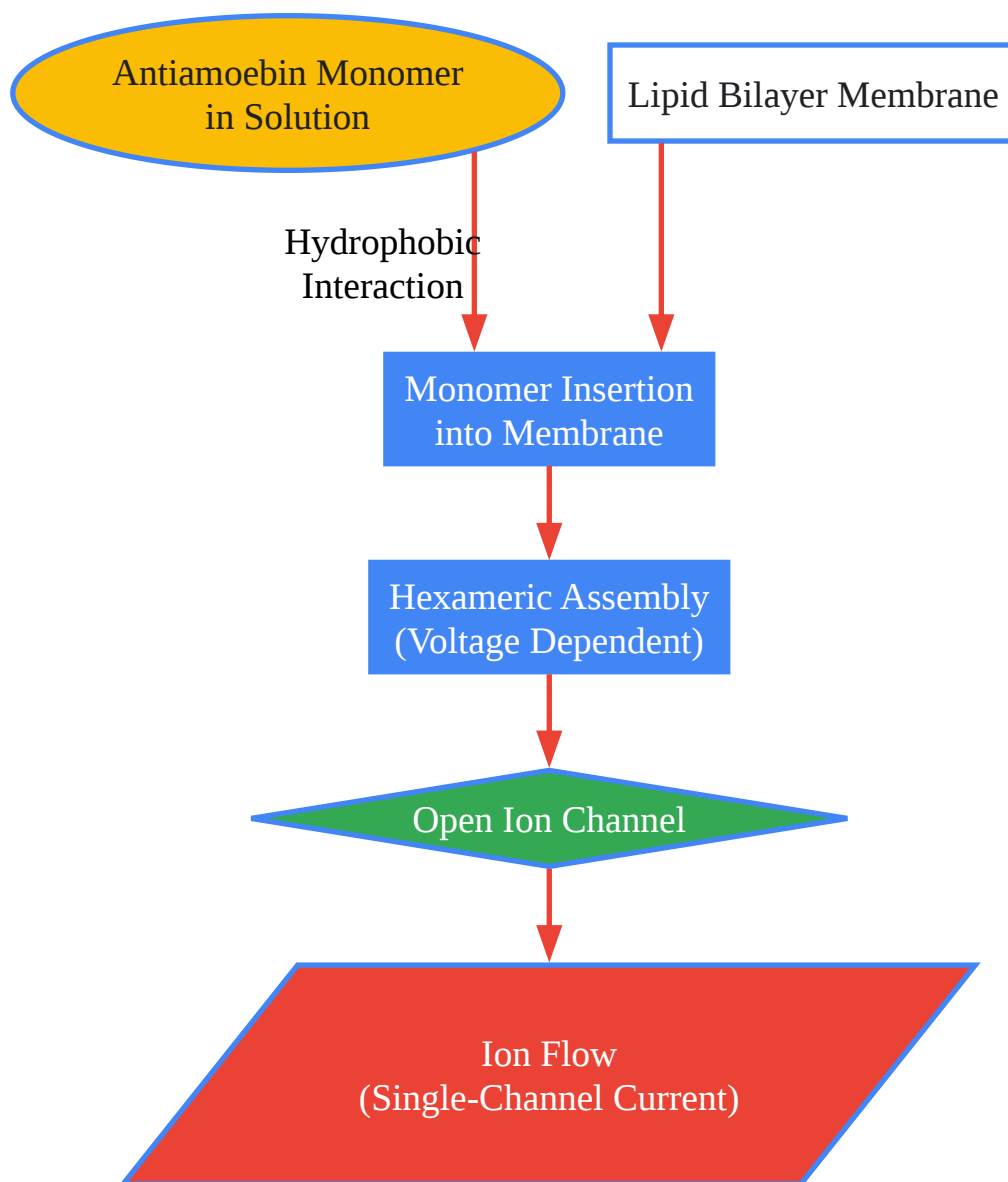 Antiamoebin Monomer
in Solution
Lipid Bilayer Membrane
Hydrophobic
Interaction
Monomer Insertion
into Membrane
Hexameric Assembly
(Voltage Dependent)
Open Ion Channel
Ion Flow
(Single-Channel Current)